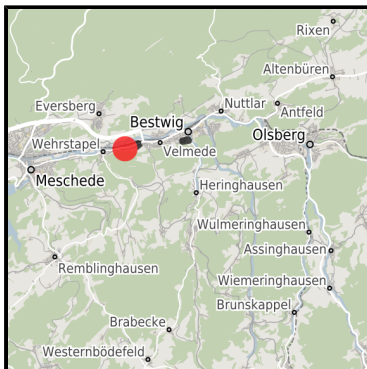 Rixen
Altenbüren
Eversberg
Nuttlar
Antfeld
Bestwig
Olsberg
Wehrstapel
Velmede
Meschede
Heringhausen
Wulmeringhausen
Assinghausen
Remblinghausen
Wiemeringhausen
Brunskappel
Brabecke
Westernbödefeld